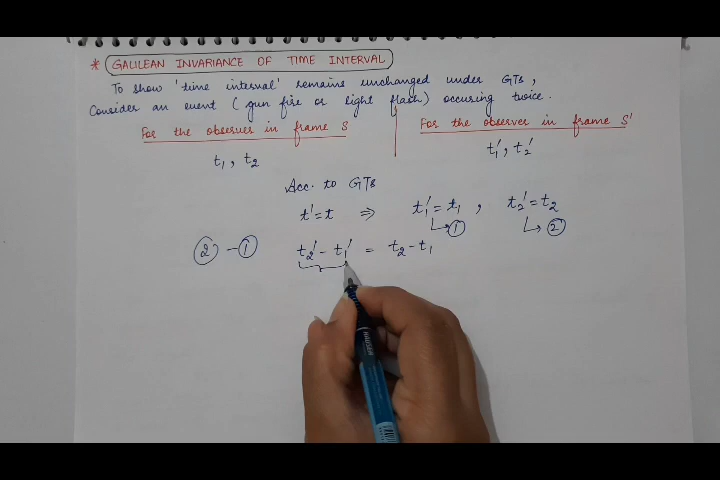 * GALILEAN INVARIANCE OF TIME INTERVAL
To show 'time interval' remains unchanged under GTs,
Consider an event (gun fire or light flash) occuring twice.
For the observer in frame S
For the observer in frame S'
t₁, t₂
t₁', t₂'
Acc. to GTs
t' = t ⇒ t₁' = t₁ , t₂' = t₂
↳ ① ↳ ②
② - ① t₂' - t₁' = t₂ - t₁
HAUSER